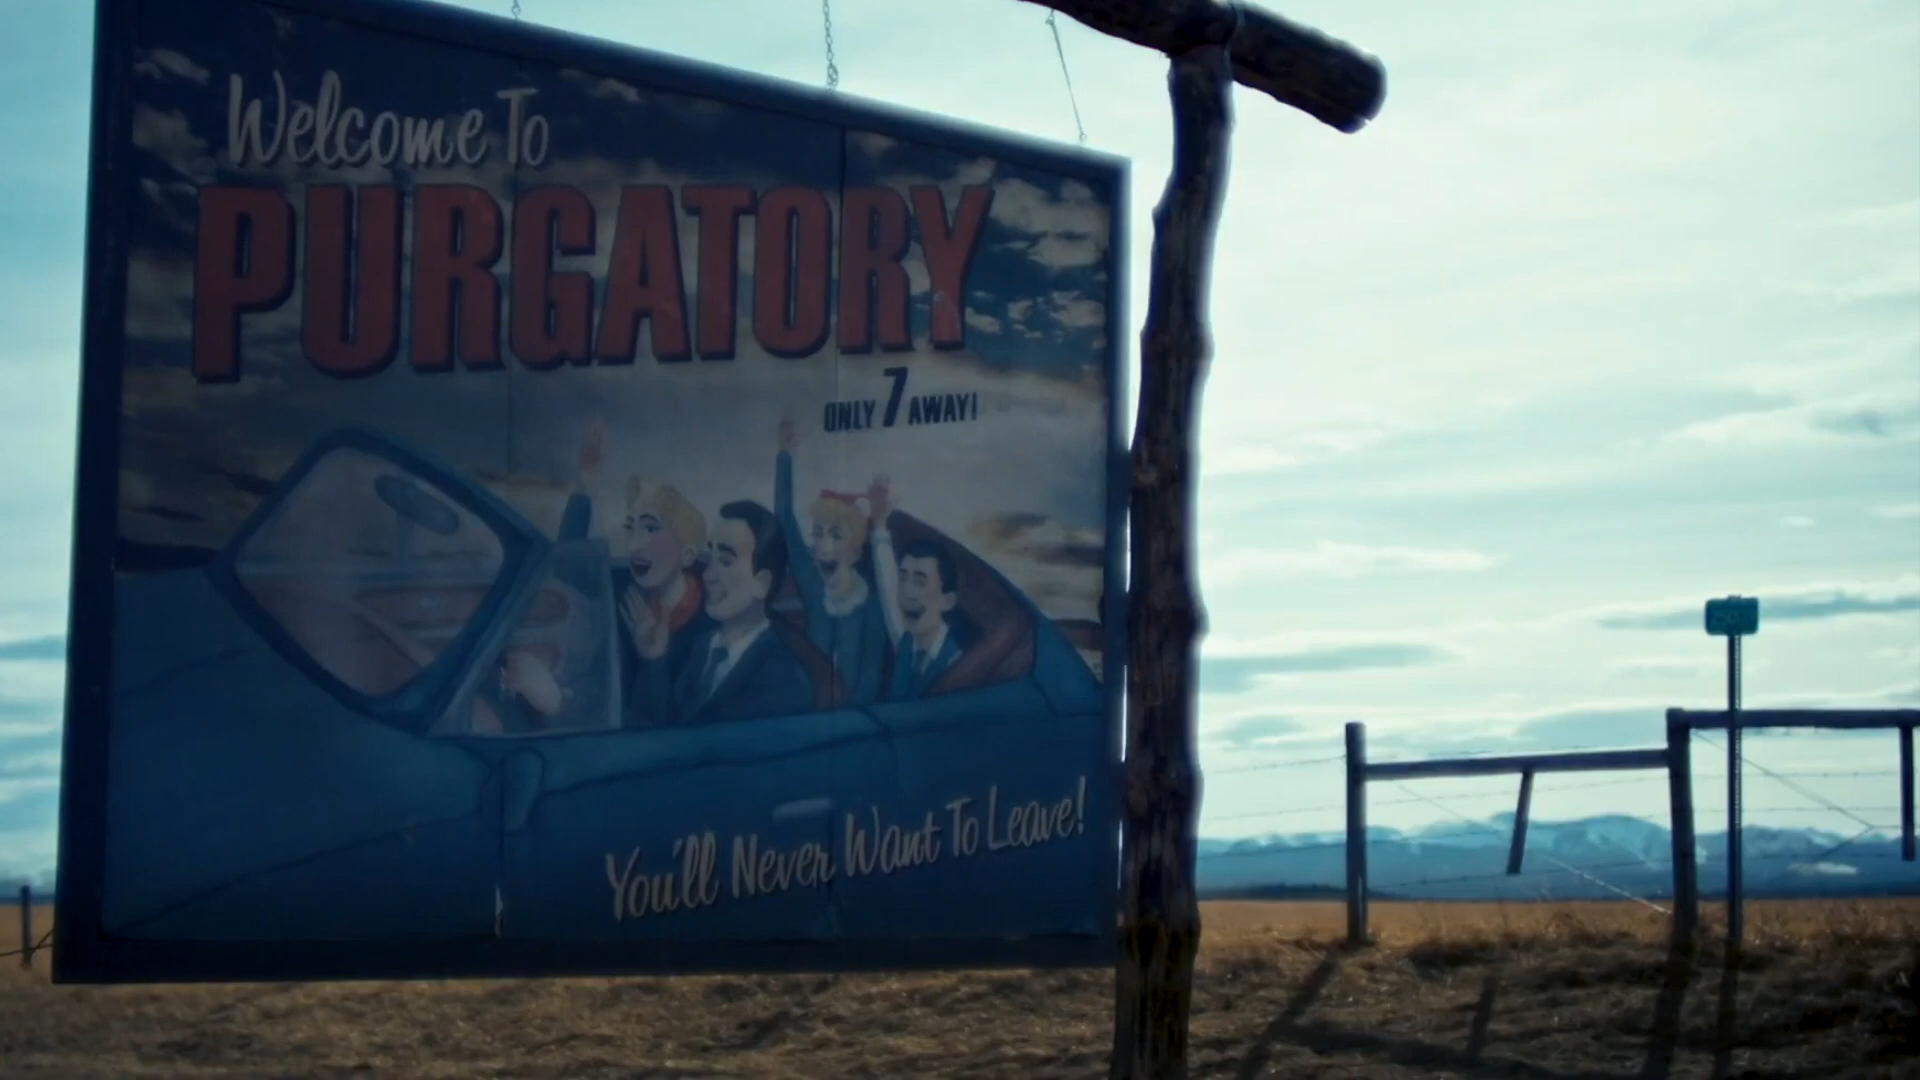 Welcome To
PURGATORY
ONLY 7 AWAY!
You'll Never Want To Leave!